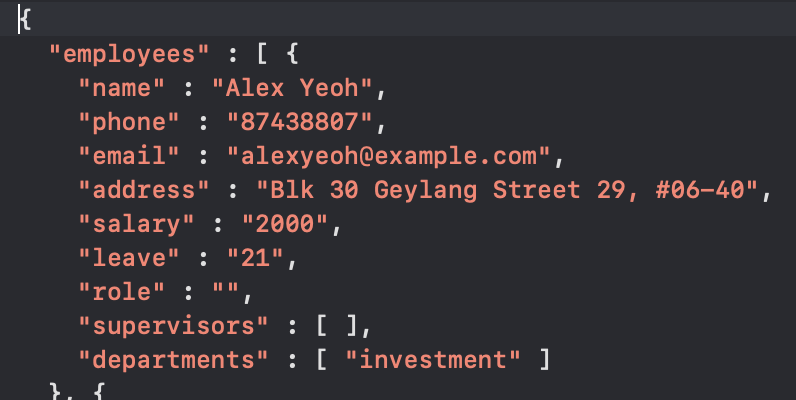 {
"employees" : [ {
"name" : "Alex Yeoh",
"phone" : "87438807",
"email" : "alexyeoh@example.com",
"address" : "Blk 30 Geylang Street 29, #06-40",
"salary" : "2000",
"leave" : "21",
"role" : "",
"supervisors" : [ ],
"departments" : [ "investment" ]
}, {